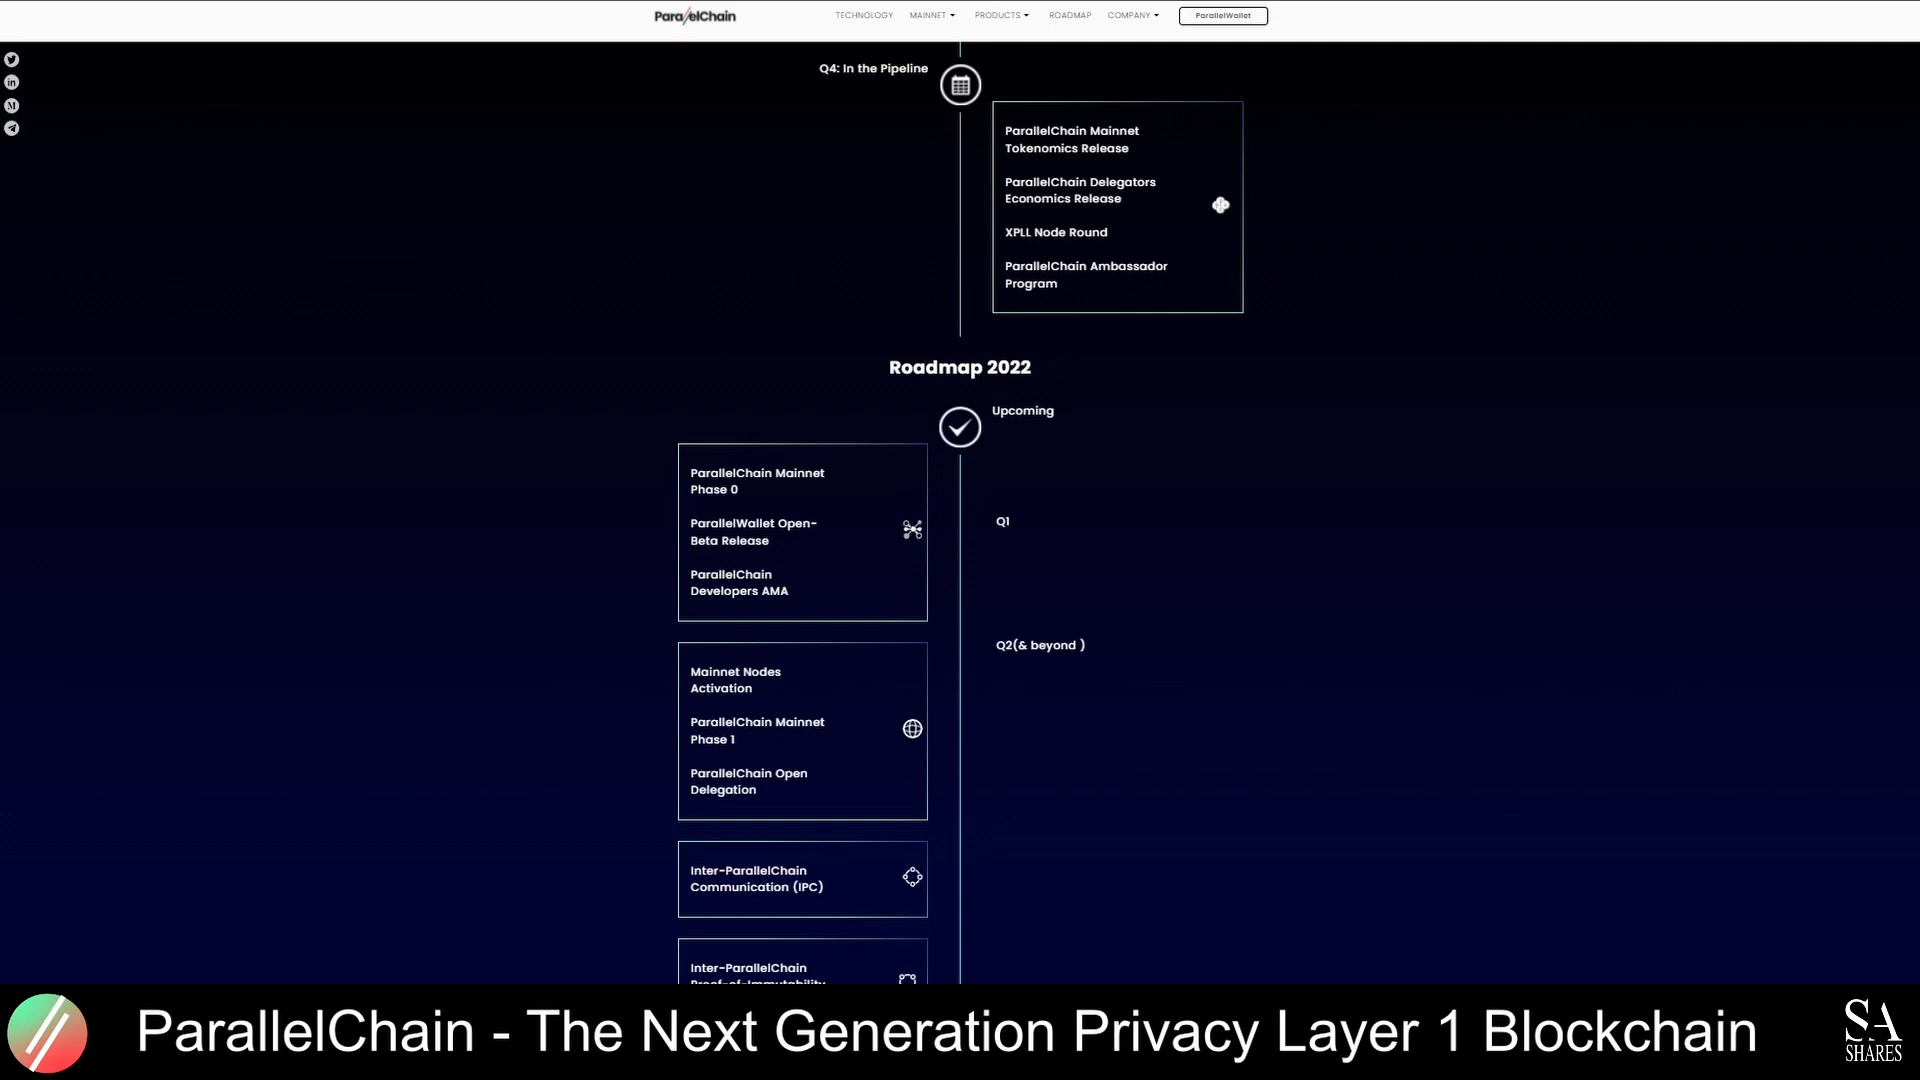 ParallelChain
TECHNOLOGY
MAINNET
PRODUCTS
ROADMAP
COMPANY
ParallelWallet
Q4: In the Pipeline
ParallelChain Mainnet
Tokenomics Release
ParallelChain Delegators
Economics Release
XPLL Node Round
ParallelChain Ambassador
Program
Roadmap 2022
Upcoming
ParallelChain Mainnet
Phase 0
ParallelWallet Open-
Beta Release
ParallelChain
Developers AMA
Q1
Mainnet Nodes
Activation
ParallelChain Mainnet
Phase 1
ParallelChain Open
Delegation
Q2(& beyond )
Inter-ParallelChain
Communication (IPC)
Inter-ParallelChain
Proof-of-Immutability
ParallelChain - The Next Generation Privacy Layer 1 Blockchain
SA
SHARES